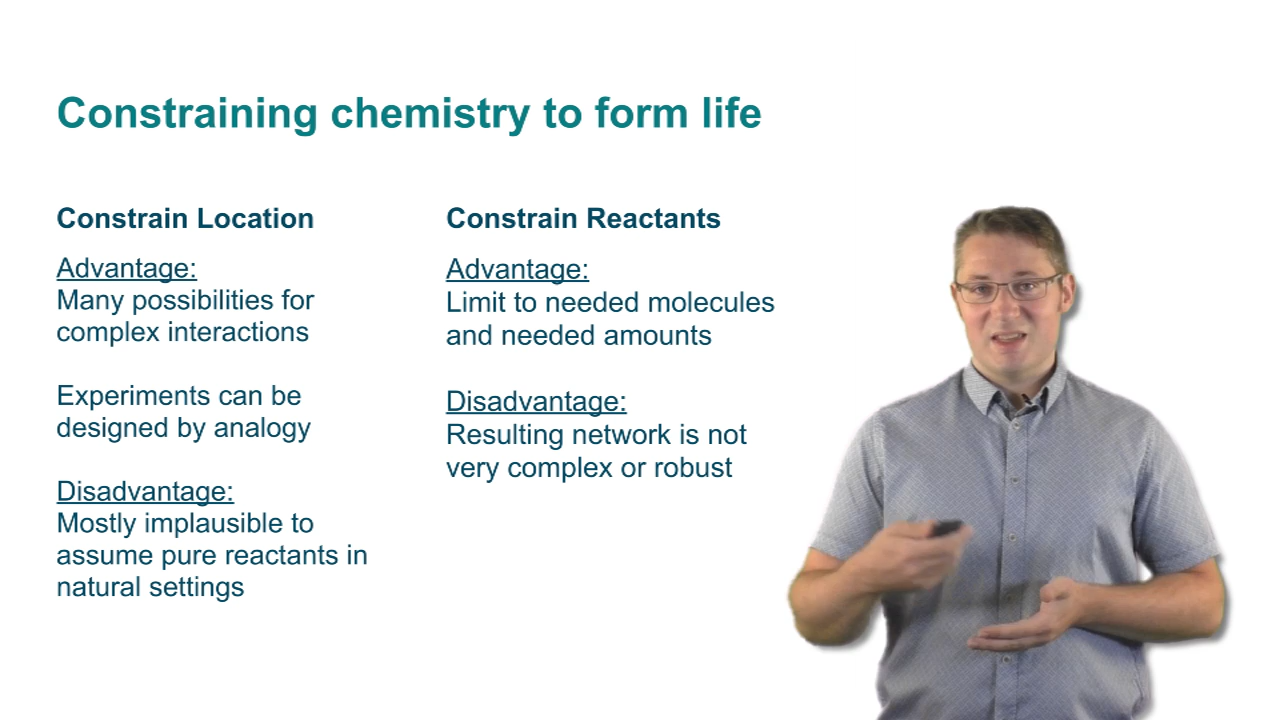 Constraining chemistry to form life
Constrain Location
Advantage:
Many possibilities for
complex interactions
Experiments can be
designed by analogy
Disadvantage:
Mostly implausible to
assume pure reactants in
natural settings
Constrain Reactants
Advantage:
Limit to needed molecules
and needed amounts
Disadvantage:
Resulting network is not
very complex or robust